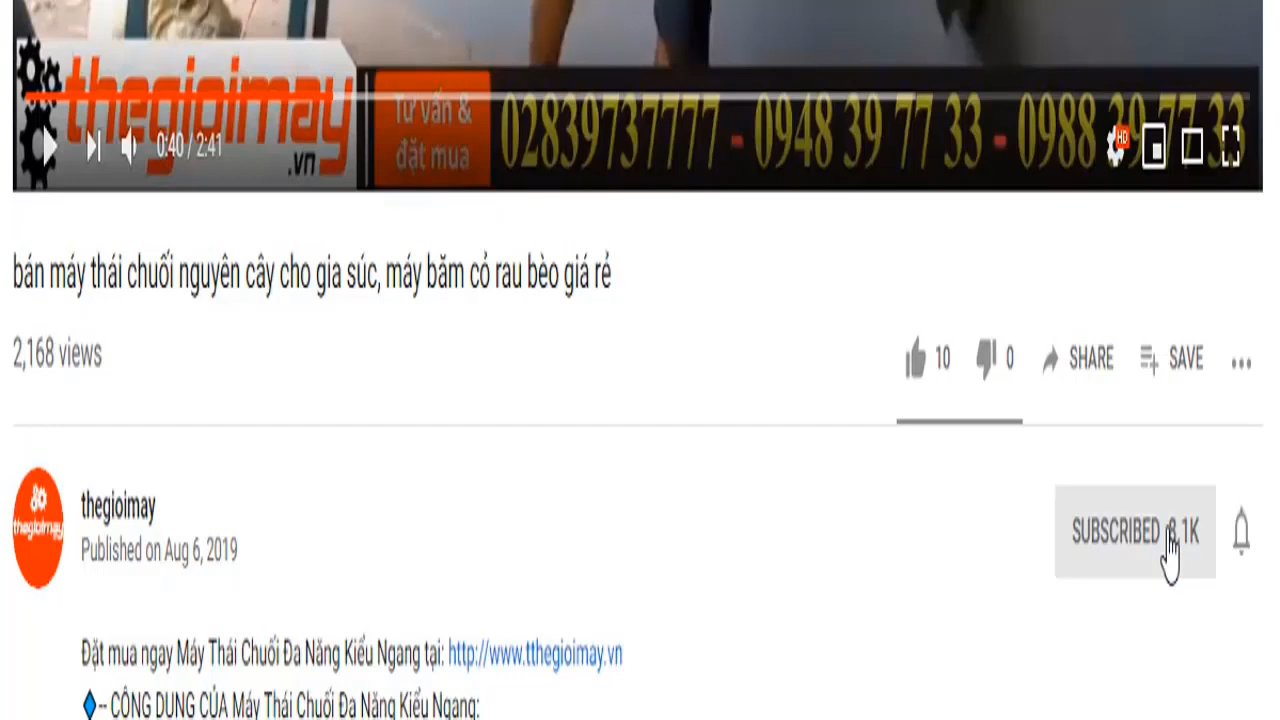 thegioimay
.vn
Tư vấn &
đặt mua
02839737777 - 0948 39 77 33 - 0988 39 77 33
HD
0:40 / 2:41
bán máy thái chuối nguyên cây cho gia súc, máy băm cỏ rau bèo giá rẻ
2,168 views
10 0 SHARE SAVE
thegioimay
thegioimay
Published on Aug 6, 2019
SUBSCRIBED
Đặt mua ngay Máy Thái Chuối Đa Năng Kiểu Ngang tại: http://www.tthegioimay.vn
-- CÔNG DỤNG CỦA Máy Thái Chuối Đa Năng Kiểu Ngang: